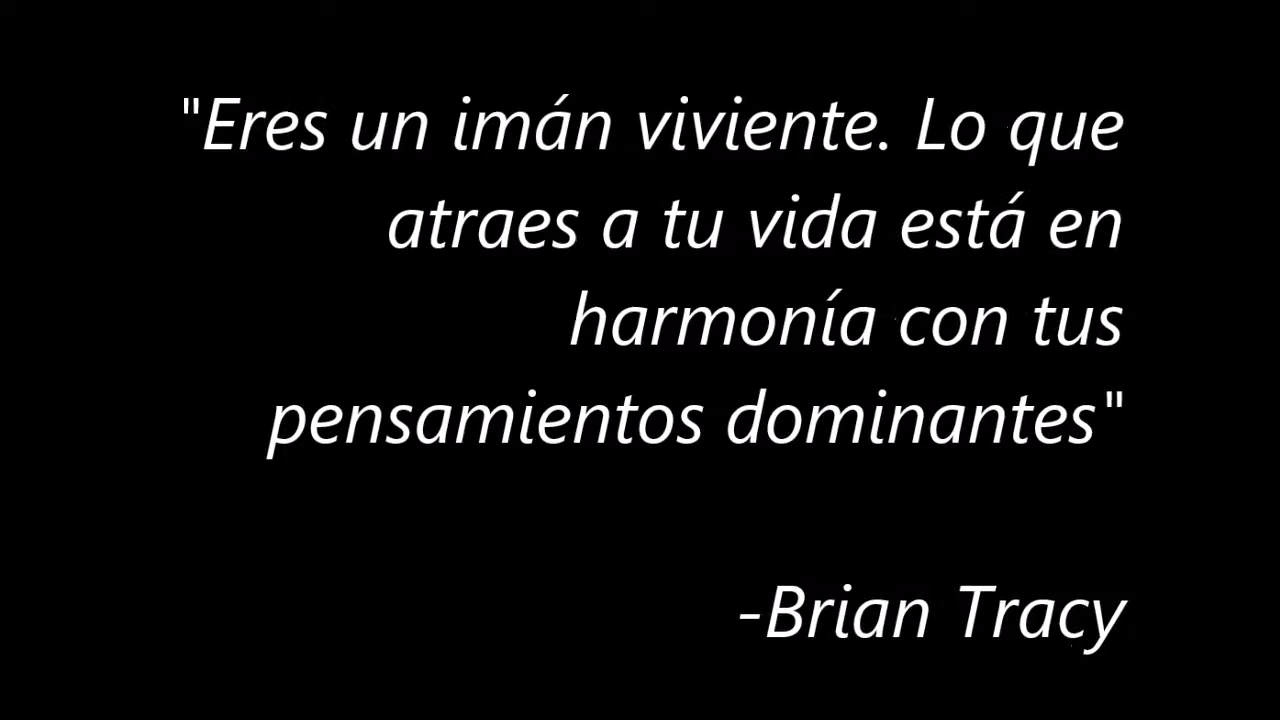 "Eres un imán viviente. Lo que
atraes a tu vida está en
harmonía con tus
pensamientos dominantes"
-Brian Tracy